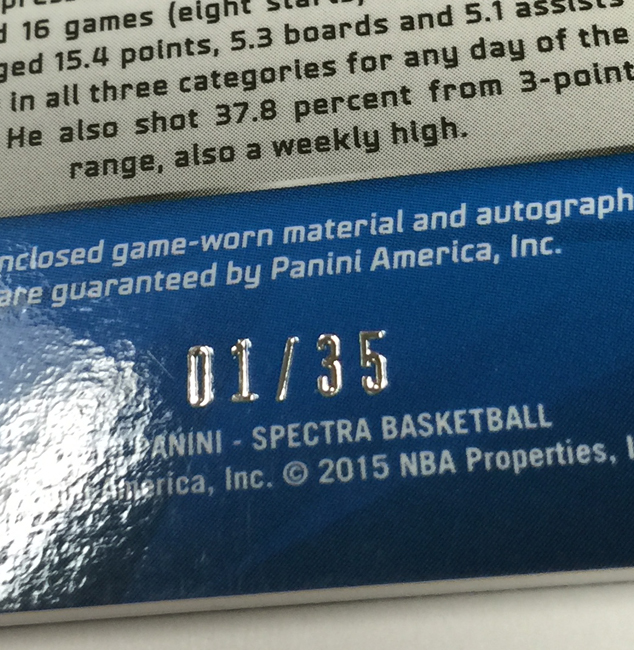 16 games (eight
15.4 points, 5.3 boards and 5.1 assists
in all three categories for any day of the
He also shot 37.8 percent from 3-point
range, also a weekly high.
enclosed game-worn material and autograph
are guaranteed by Panini America, Inc.
01/35
PANINI - SPECTRA BASKETBALL
America, Inc. © 2015 NBA Properties,